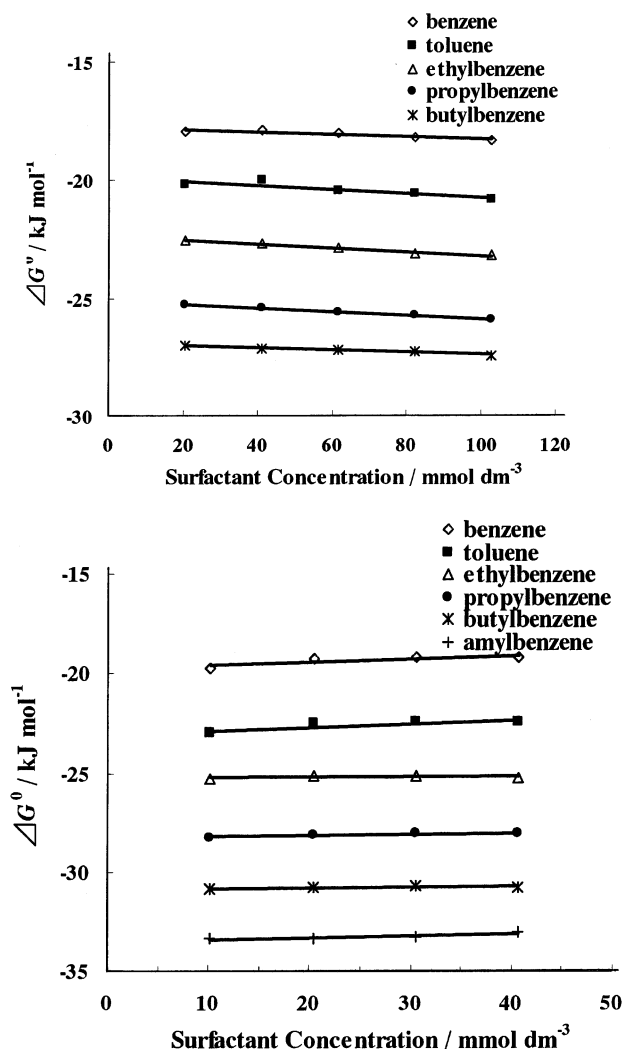 benzene
toluene
ethylbenzene
propylbenzene
butylbenzene
-15
-20
-25
-30
ΔG⁰ / kJ mol⁻¹
0 20 40 60 80 100 120
Surfactant Concentration / mmol dm⁻³
benzene
toluene
ethylbenzene
propylbenzene
butylbenzene
amylbenzene
-15
-20
-25
-30
-35
ΔG⁰ / kJ mol⁻¹
0 10 20 30 40 50
Surfactant Concentration / mmol dm⁻³